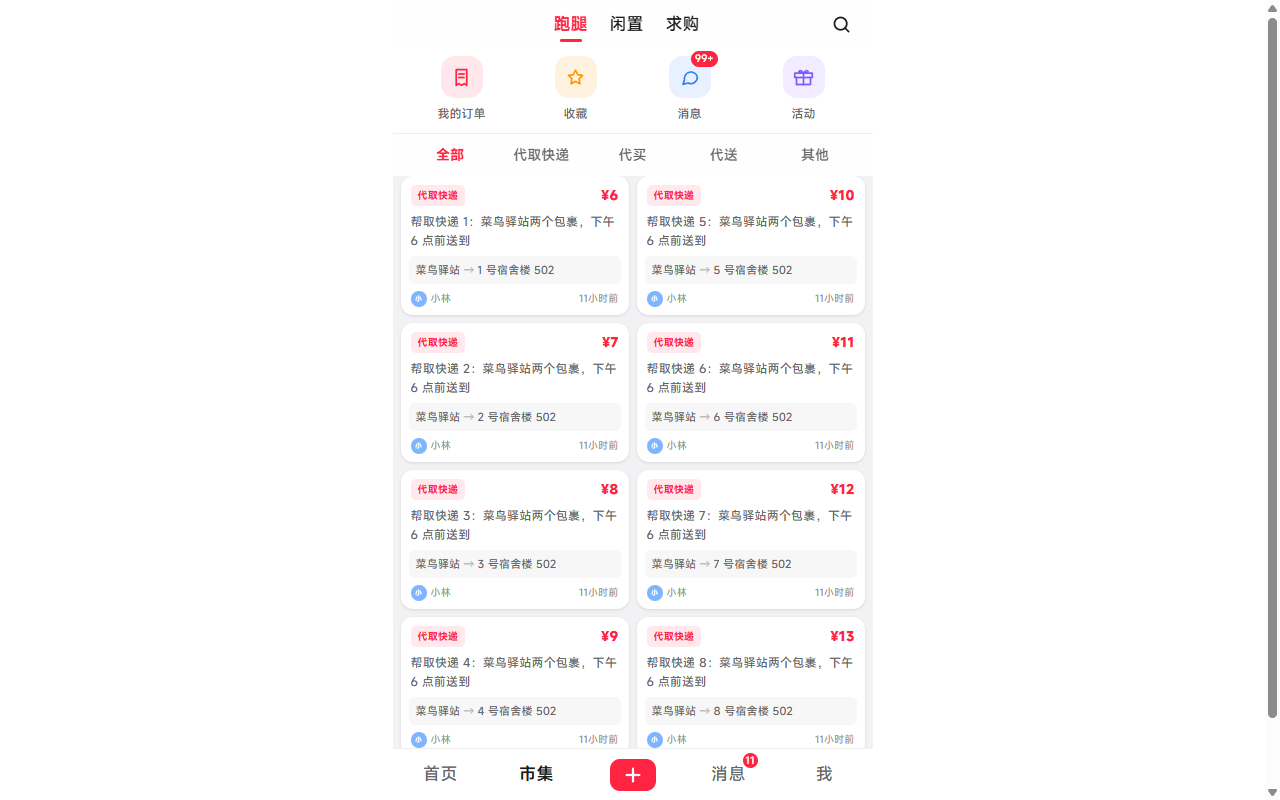 跑腿 闲置 求购
99+
我的订单 收藏 消息 活动
全部 代取快递 代买 代送 其他
代取快递 ¥6
帮取快递 1：菜鸟驿站两个包裹，下午
6 点前送到
菜鸟驿站 → 1 号宿舍楼 502
小 小林 11小时前
代取快递 ¥10
帮取快递 5：菜鸟驿站两个包裹，下午
6 点前送到
菜鸟驿站 → 5 号宿舍楼 502
小 小林 11小时前
代取快递 ¥7
帮取快递 2：菜鸟驿站两个包裹，下午
6 点前送到
菜鸟驿站 → 2 号宿舍楼 502
小 小林 11小时前
代取快递 ¥11
帮取快递 6：菜鸟驿站两个包裹，下午
6 点前送到
菜鸟驿站 → 6 号宿舍楼 502
小 小林 11小时前
代取快递 ¥8
帮取快递 3：菜鸟驿站两个包裹，下午
6 点前送到
菜鸟驿站 → 3 号宿舍楼 502
小 小林 11小时前
代取快递 ¥12
帮取快递 7：菜鸟驿站两个包裹，下午
6 点前送到
菜鸟驿站 → 7 号宿舍楼 502
小 小林 11小时前
代取快递 ¥9
帮取快递 4：菜鸟驿站两个包裹，下午
6 点前送到
菜鸟驿站 → 4 号宿舍楼 502
小 小林 11小时前
代取快递 ¥13
帮取快递 8：菜鸟驿站两个包裹，下午
6 点前送到
菜鸟驿站 → 8 号宿舍楼 502
小 小林 11小时前
首页 市集 + 消息 11 我